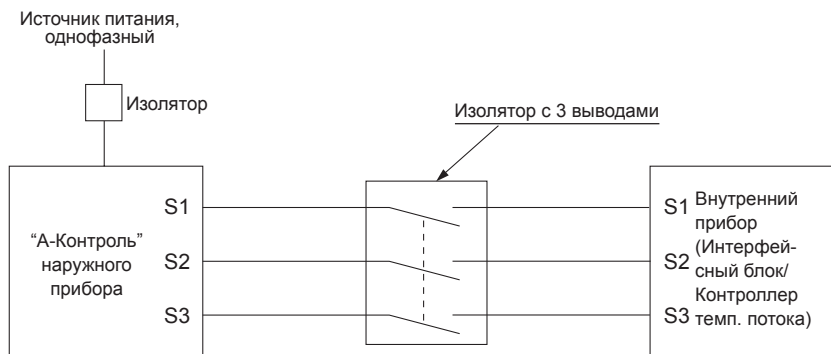 Источник питания,
однофазный
Изолятор
Изолятор с 3 выводами
“А-Контроль”
наружного
прибора
S1
S2
S3
S1
S2
S3
Внутренний
прибор
(Интерфей-
сный блок/
Контроллер
темп. потока)